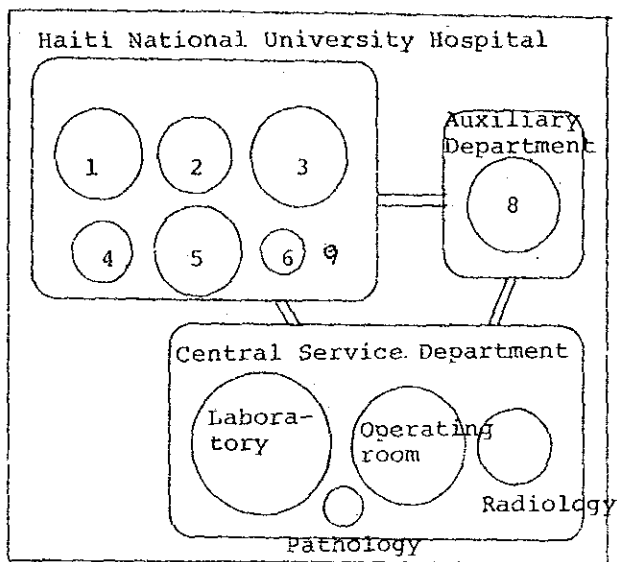 Haiti National University Hospital
1 2 3
Auxiliary
Department
8
4 5 6 9
Central Service Department
Labora-
tory
Operating
room
Radiology
Pathology